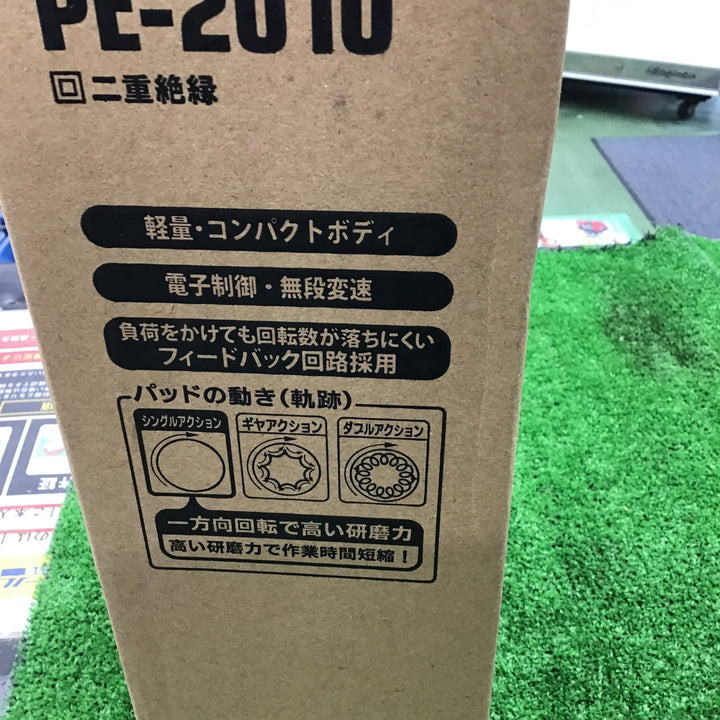 PE-2010
回 二重絶縁
軽量・コンパクトボディ
電子制御・無段変速
負荷をかけても回転数が落ちにくい
フィードバック回路採用
パッドの動き(軌跡)
シングルアクション ギヤアクション ダブルアクション
一方向回転で高い研磨力
高い研磨力で作業時間短縮!